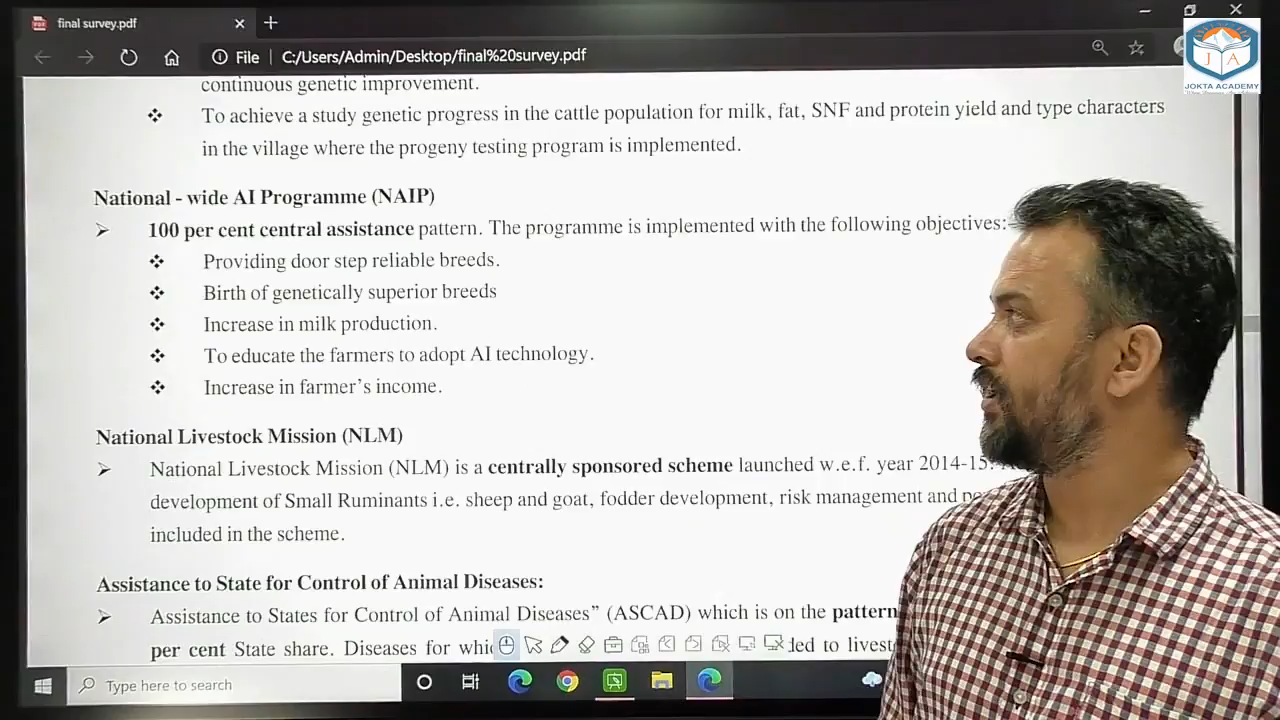 final survey.pdf
File
C:/Users/Admin/Desktop/final%20survey.pdf
J A
JOKTA ACADEMY
continuous genetic improvement.
❖ To achieve a study genetic progress in the cattle population for milk, fat, SNF and protein yield and type characters
in the village where the progeny testing program is implemented.
National - wide AI Programme (NAIP)
➢ 100 per cent central assistance pattern. The programme is implemented with the following objectives:
❖ Providing door step reliable breeds.
❖ Birth of genetically superior breeds
❖ Increase in milk production.
❖ To educate the farmers to adopt AI technology.
❖ Increase in farmer's income.
National Livestock Mission (NLM)
➢ National Livestock Mission (NLM) is a centrally sponsored scheme launched w.e.f. year 2014-15.
development of Small Ruminants i.e. sheep and goat, fodder development, risk management and
included in the scheme.
Assistance to State for Control of Animal Diseases:
➢ Assistance to States for Control of Animal Diseases” (ASCAD) which is on the pattern
per cent State share. Diseases for
to
Type here to search